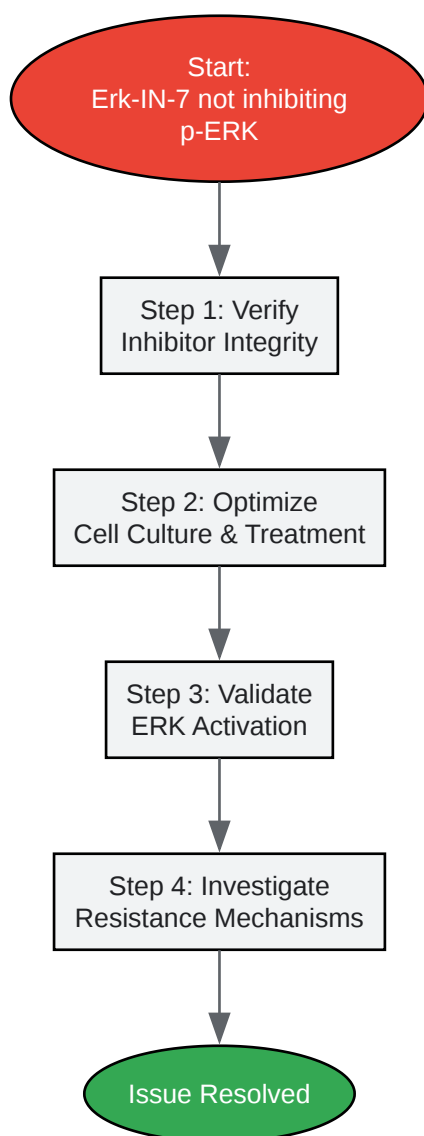 Start:
Erk-IN-7 not inhibiting
p-ERK
Step 1: Verify
Inhibitor Integrity
Step 2: Optimize
Cell Culture & Treatment
Step 3: Validate
ERK Activation
Step 4: Investigate
Resistance Mechanisms
Issue Resolved